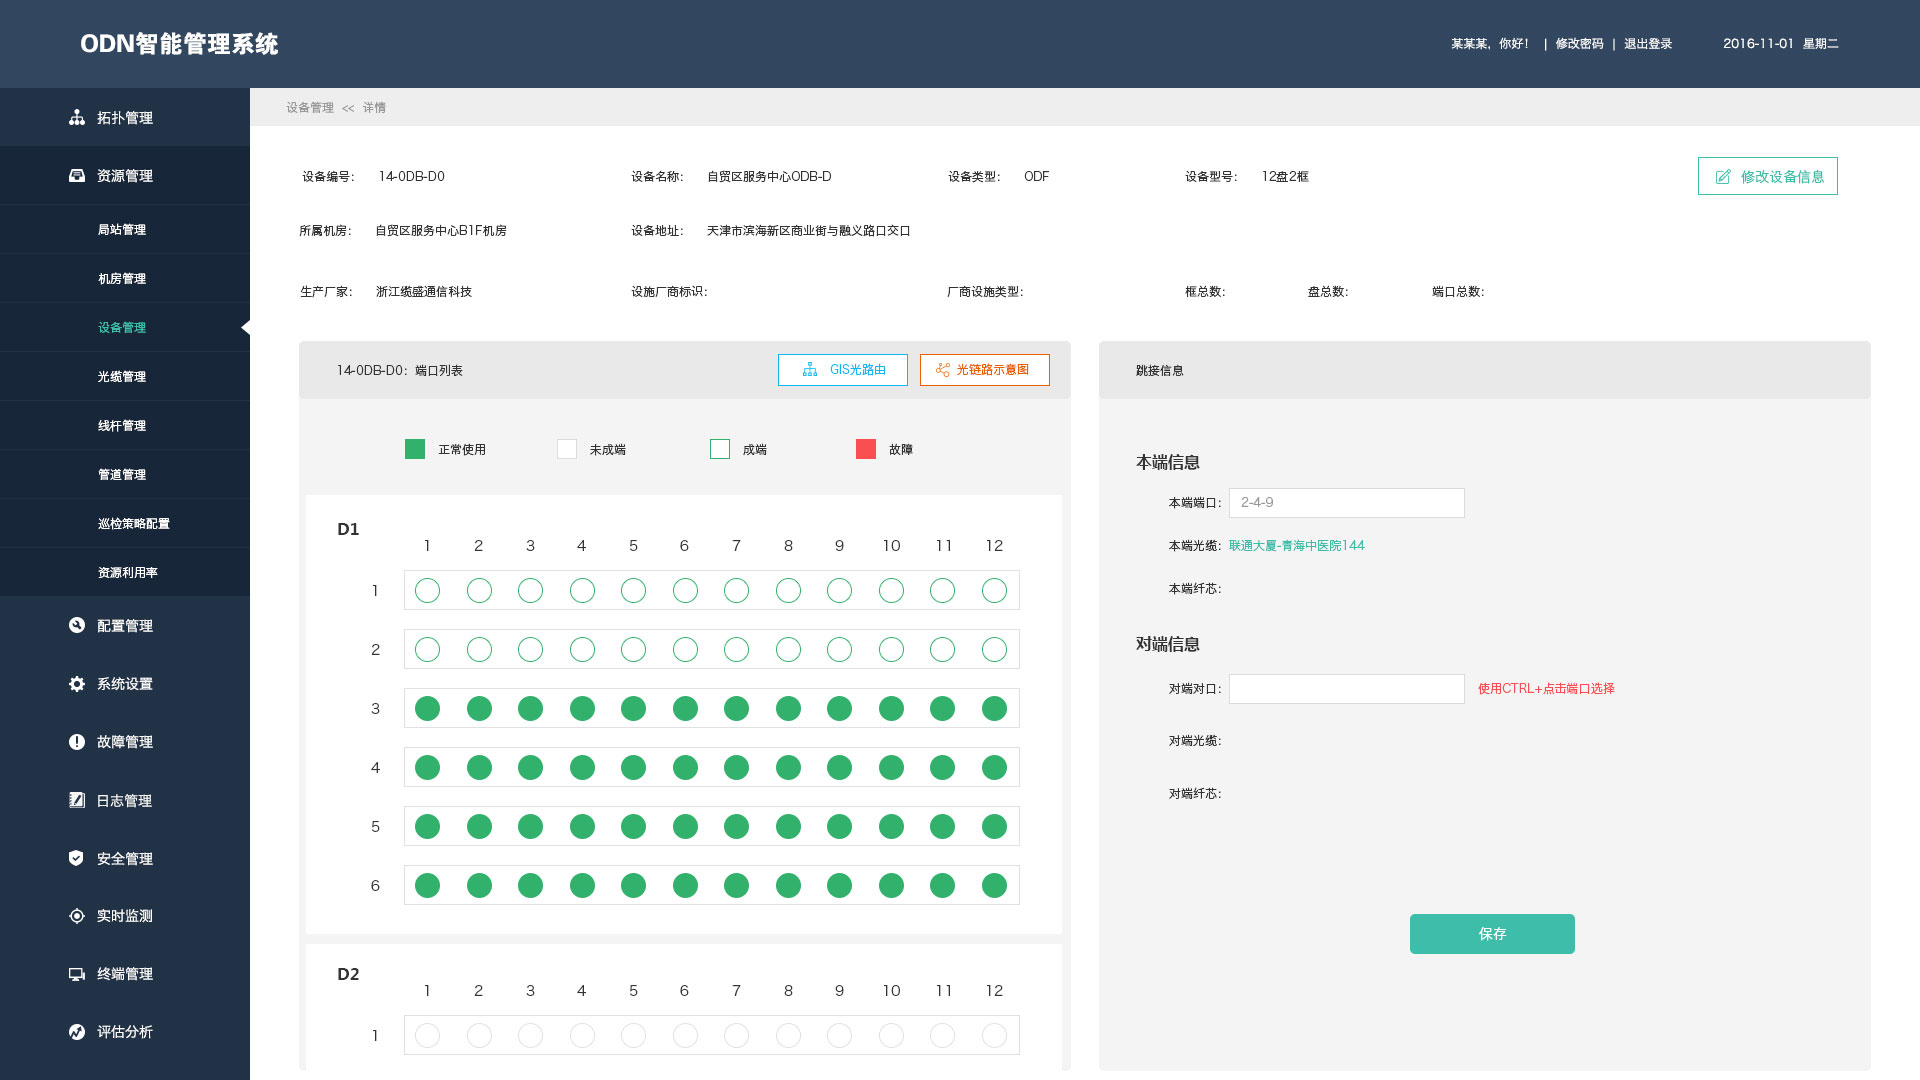 ODN智能管理系统
某某某，你好！ | 修改密码 | 退出登录 2016-11-01 星期二
拓扑管理
资源管理
局站管理
机房管理
设备管理
光缆管理
线杆管理
管道管理
巡检策略配置
资源利用率
配置管理
系统设置
故障管理
日志管理
安全管理
实时监测
终端管理
评估分析
设备管理 << 详情
设备编号： 14-0DB-D0 设备名称： 自贸区服务中心ODB-D 设备类型： ODF 设备型号： 12盘2框
修改设备信息
所属机房： 自贸区服务中心B1F机房 设备地址： 天津市滨海新区商业街与融义路口交口
生产厂家： 浙江缆盛通信科技 设施厂商标识： 厂商设施类型： 框总数： 盘总数： 端口总数：
14-0DB-D0：端口列表 GIS光路由 光链路示意图
正常使用 未成端 成端 故障
D1
1 2 3 4 5 6 7 8 9 10 11 12
1
2
3
4
5
6
D2
1 2 3 4 5 6 7 8 9 10 11 12
1
跳接信息
本端信息
本端端口： 2-4-9
本端光缆： 联通大厦-青海中医院144
本端纤芯：
对端信息
对端对口： 使用CTRL+点击端口选择
对端光缆：
对端纤芯：
保存